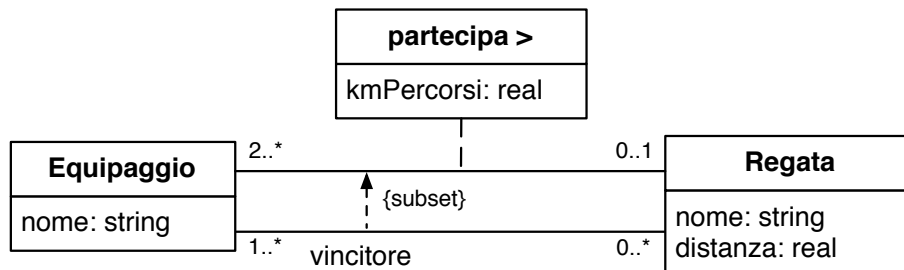 partecipa >
kmPercorsi: real
Equipaggio
nome: string
2..*
0..1
{subset}
1..*
vincitore
0..*
Regata
nome: string
distanza: real